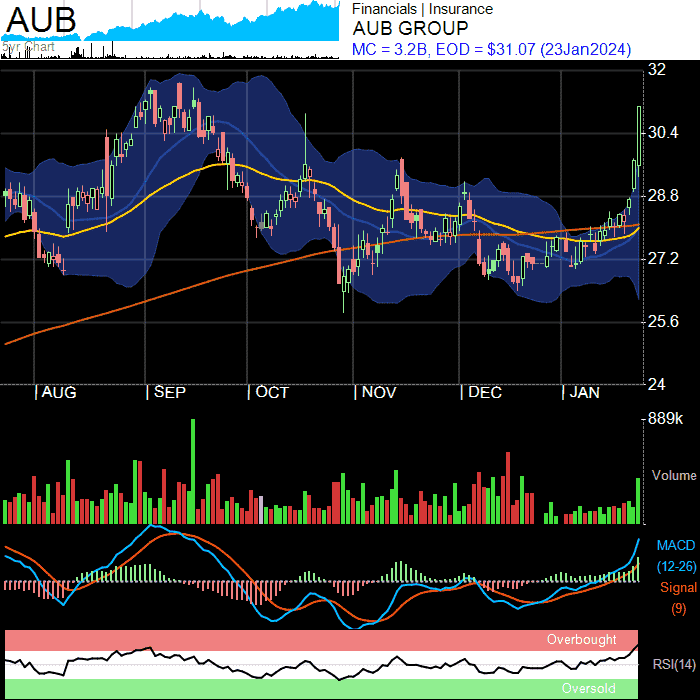 AUB
5yr Chart
Financials | Insurance
AUB GROUP
MC = 3.2B, EOD = $31.07 (23Jan2024)
32
30.4
28.8
27.2
25.6
24
| AUG | SEP | OCT | NOV | DEC | JAN
889k
Volume
MACD
(12-26)
Signal
(9)
Overbought
RSI(14)
Oversold